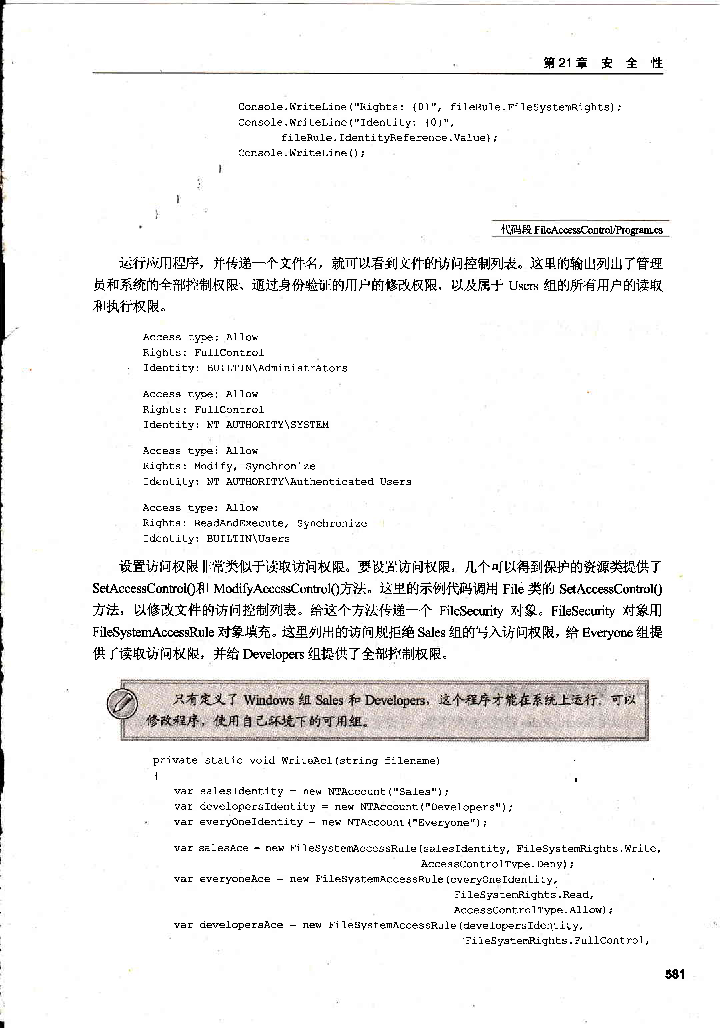 第21章 安 全 性
Console.WriteLine("Rights: {0}", fileRule.FileSystemRights);
Console.WriteLine("Identity: {0}",
fileRule.IdentityReference.Value);
Console.WriteLine();
}
}
}
}
代码段 FileAccessControl/Program.cs
运行应用程序，并传递一个文件名，就可以看到文件的访问控制列表。这里的输出列出了管理
员和系统的全部控制权限、通过身份验证的用户的修改权限，以及属于 Users 组的所有用户的读取
和执行权限。
Access type: Allow
Rights: FullControl
Identity: BUILTIN\Administrators
Access type: Allow
Rights: FullControl
Identity: NT AUTHORITY\SYSTEM
Access type: Allow
Rights: Modify, Synchronize
Identity: NT AUTHORITY\Authenticated Users
Access type: Allow
Rights: ReadAndExecute, Synchronize
Identity: BUILTIN\Users
设置访问权限非常类似于读取访问权限。要设置访问权限，几个可以得到保护的资源类提供了
SetAccessControl()和 ModifyAccessControl()方法。这里的示例代码调用 File 类的 SetAccessControl()
方法，以修改文件的访问控制列表。给这个方法传递一个 FileSecurity 对象。FileSecurity 对象用
FileSystemAccessRule 对象填充。这里列出的访问规拒绝 Sales 组的写入访问权限，给 Everyone 组提
供了读取访问权限，并给 Developers 组提供了全部控制权限。
只有定义了 Windows 组 Sales 和 Developers，这个程序才能在系统上运行。可以
修改程序，使用自己环境下的可用组。
private static void WriteAcl(string filename)
{
var salesIdentity = new NTAccount("Sales");
var developersIdentity = new NTAccount("Developers");
var everyOneIdentity = new NTAccount("Everyone");
var salesAce = new FileSystemAccessRule(salesIdentity, FileSystemRights.Write,
AccessControlType.Deny);
var everyoneAce = new FileSystemAccessRule(everyOneIdentity,
FileSystemRights.Read,
AccessControlType.Allow);
var developersAce = new FileSystemAccessRule(developersIdentity,
FileSystemRights.FullControl,
581